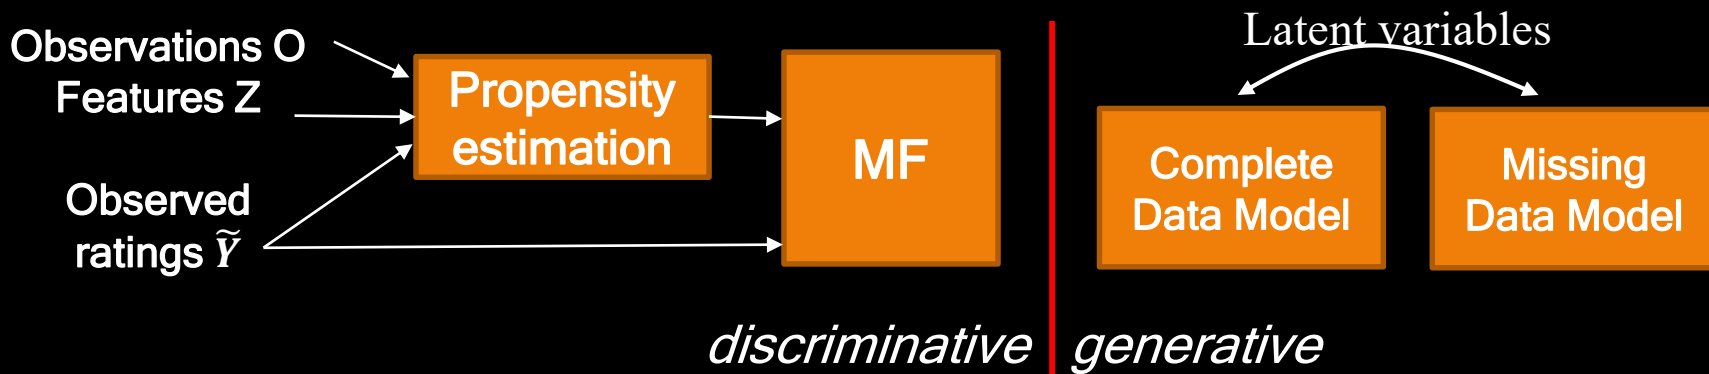 Observations O
Features Z
Observed
ratings Ỹ
Propensity
estimation
MF
discriminative
Latent variables
Complete
Data Model
Missing
Data Model
generative